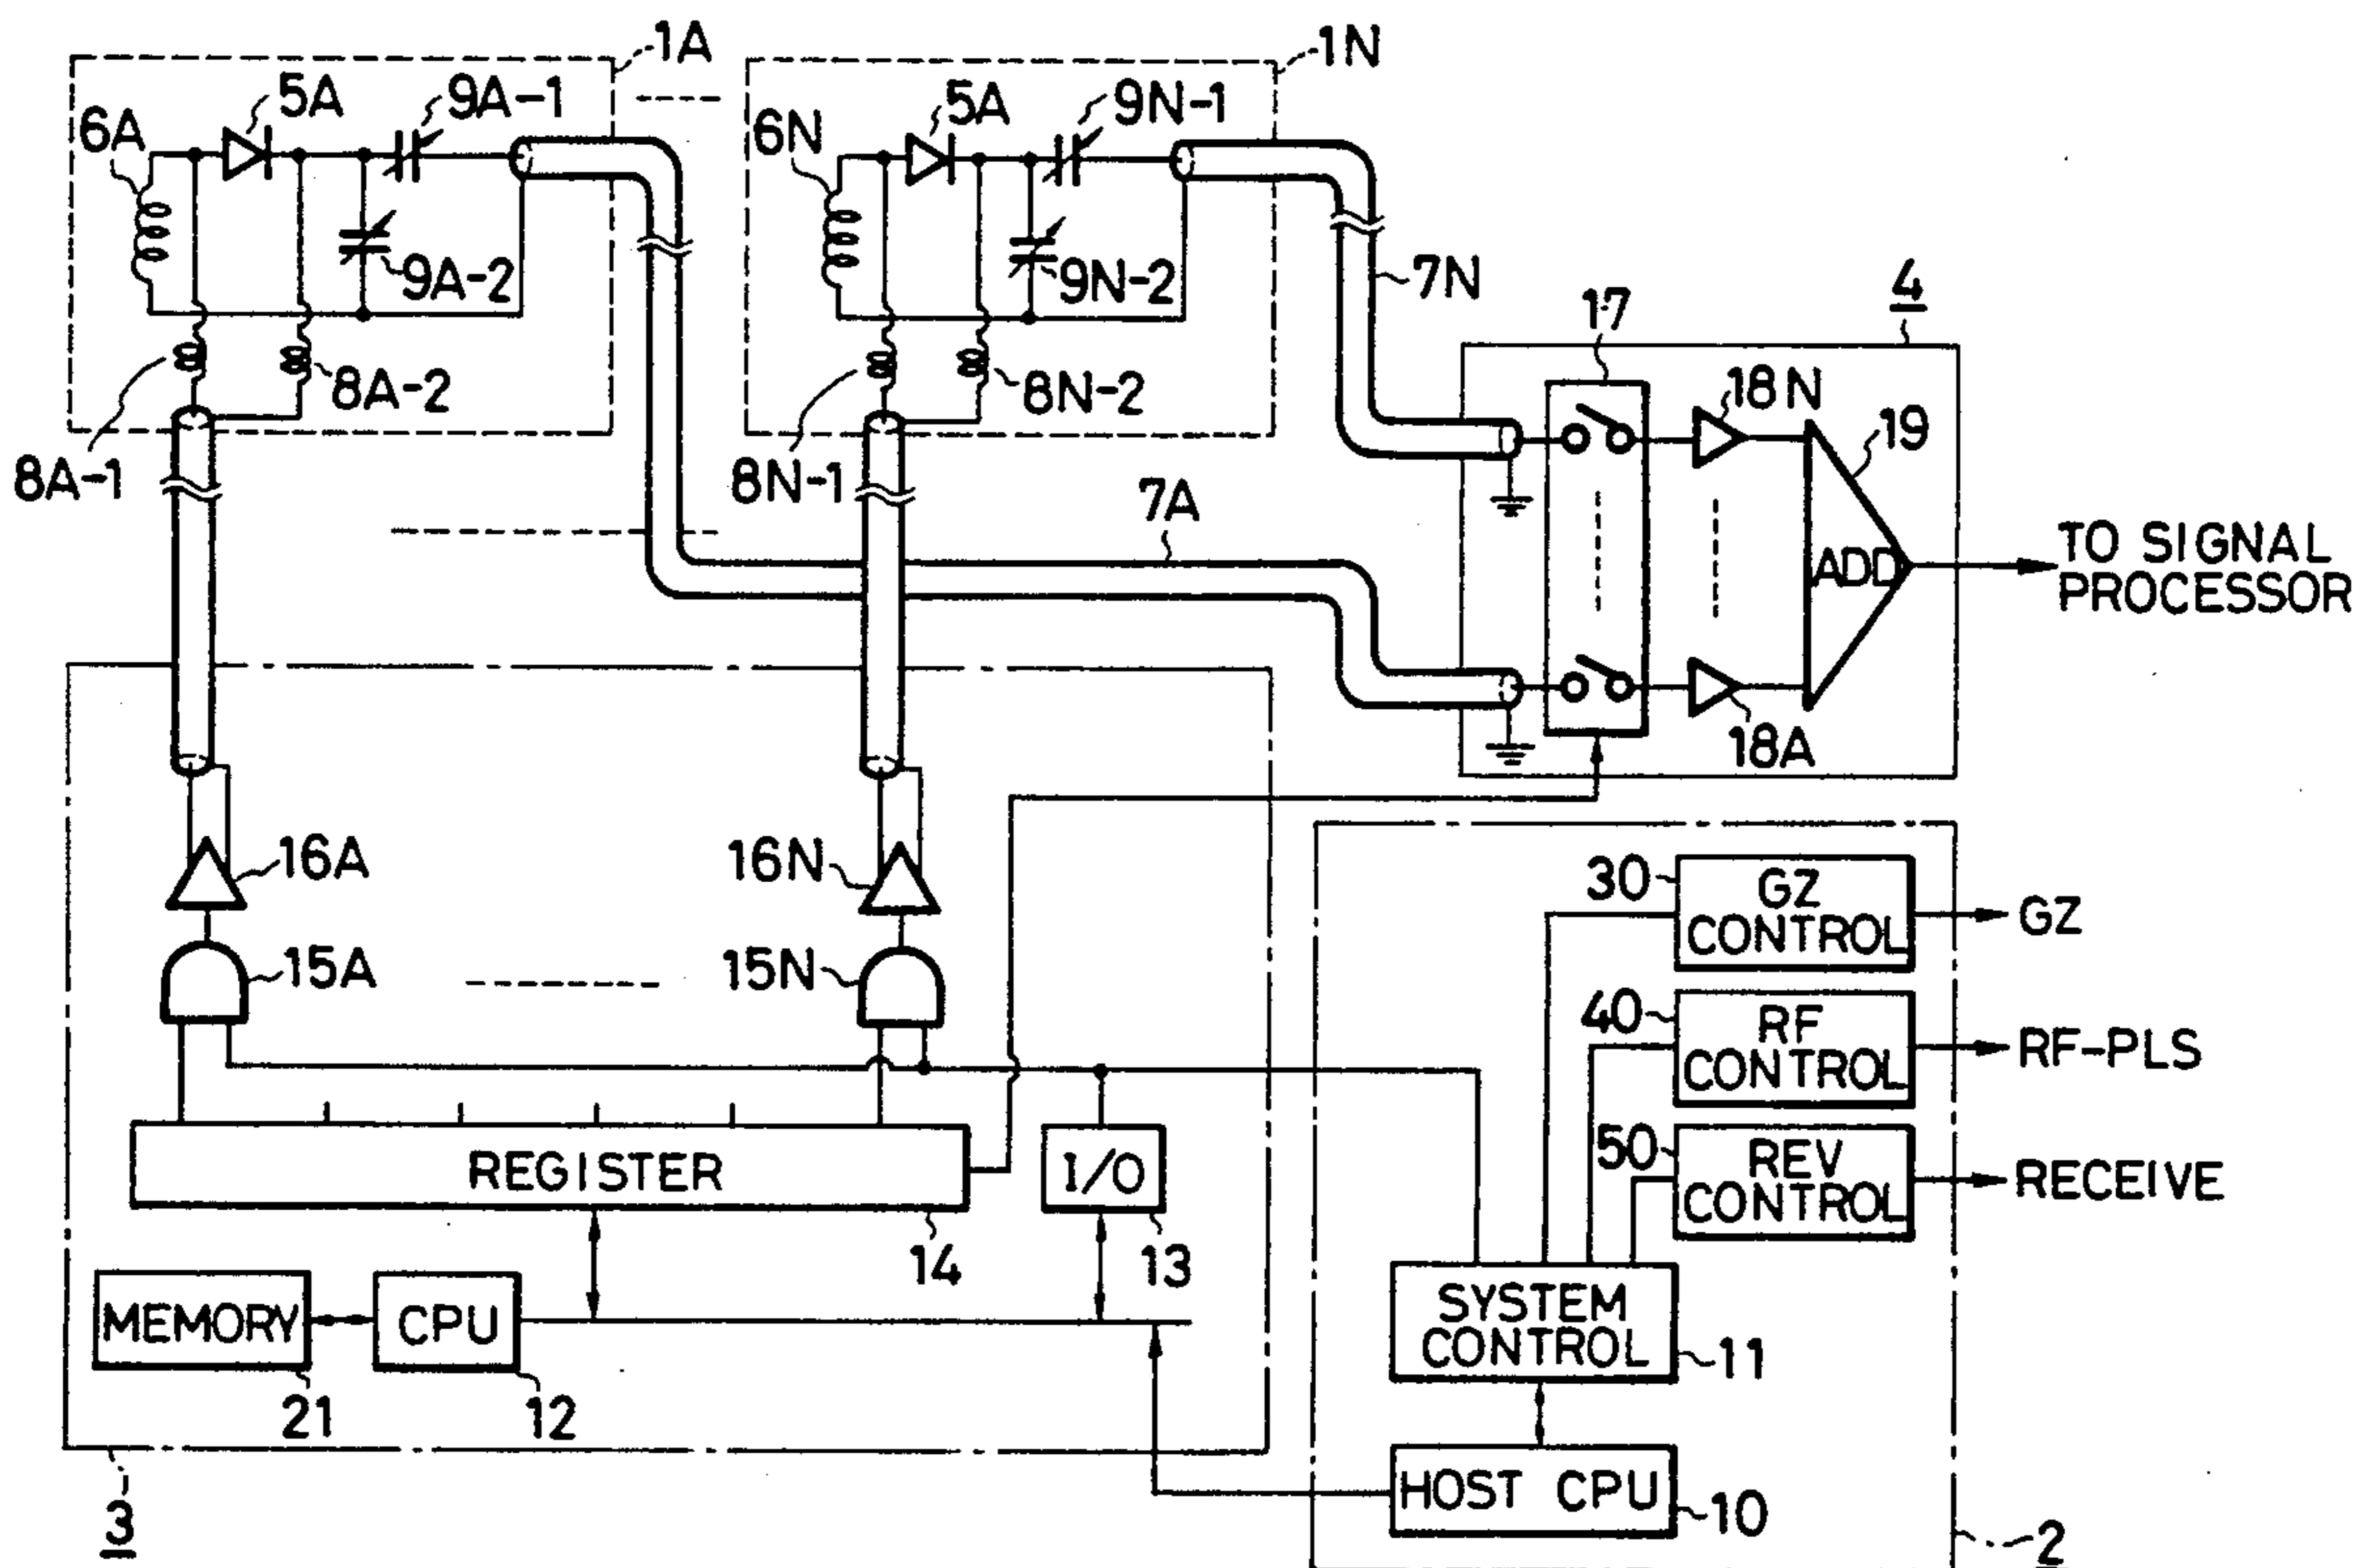 1A
1N
5A
9A-1
6A
9A-2
8A-1
8A-2
5A
9N-1
6N
9N-2
8N-1
8N-2
7N
7A
4
17
18N
19
ADD
18A
TO SIGNAL
PROCESSOR
16A
16N
15A
15N
REGISTER
14
I/O
13
MEMORY
21
CPU
12
3
30
GZ
CONTROL
GZ
40
RF
CONTROL
RF-PLS
50
REV
CONTROL
RECEIVE
SYSTEM
CONTROL
11
HOST CPU
10
2